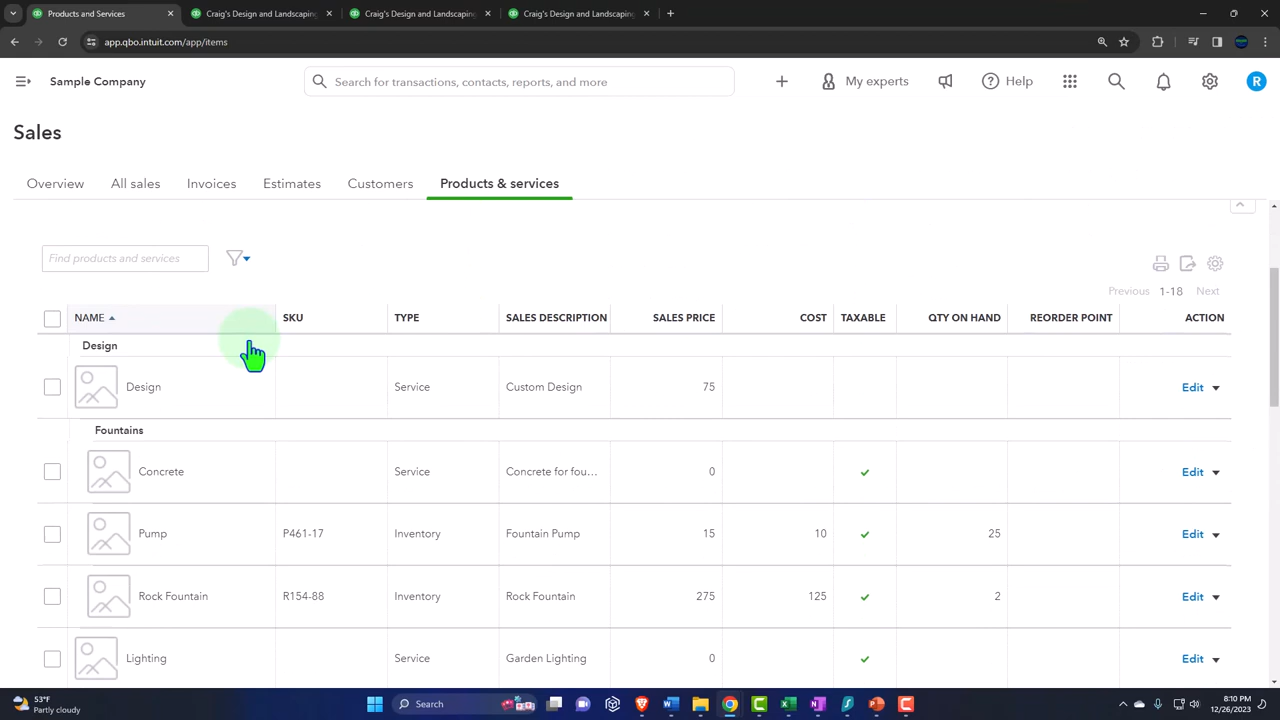 Products and Services
Craig's Design and Landscaping
Craig's Design and Landscaping
Craig's Design and Landscaping
app.qbo.intuit.com/app/items
Sample Company
Search for transactions, contacts, reports, and more
My experts
Help
R
Sales
Overview
All sales
Invoices
Estimates
Customers
Products & services
Find products and services
Previous 1-18 Next
NAME SKU TYPE SALES DESCRIPTION SALES PRICE COST TAXABLE QTY ON HAND REORDER POINT ACTION
Design
Design Service Custom Design 75 Edit
Fountains
Concrete Service Concrete for fou... 0 Edit
Pump P461-17 Inventory Fountain Pump 15 10 25 Edit
Rock Fountain R154-88 Inventory Rock Fountain 275 125 2 Edit
Lighting Service Garden Lighting 0 Edit
53°F
Partly cloudy
Search
8:10 PM
12/26/2023